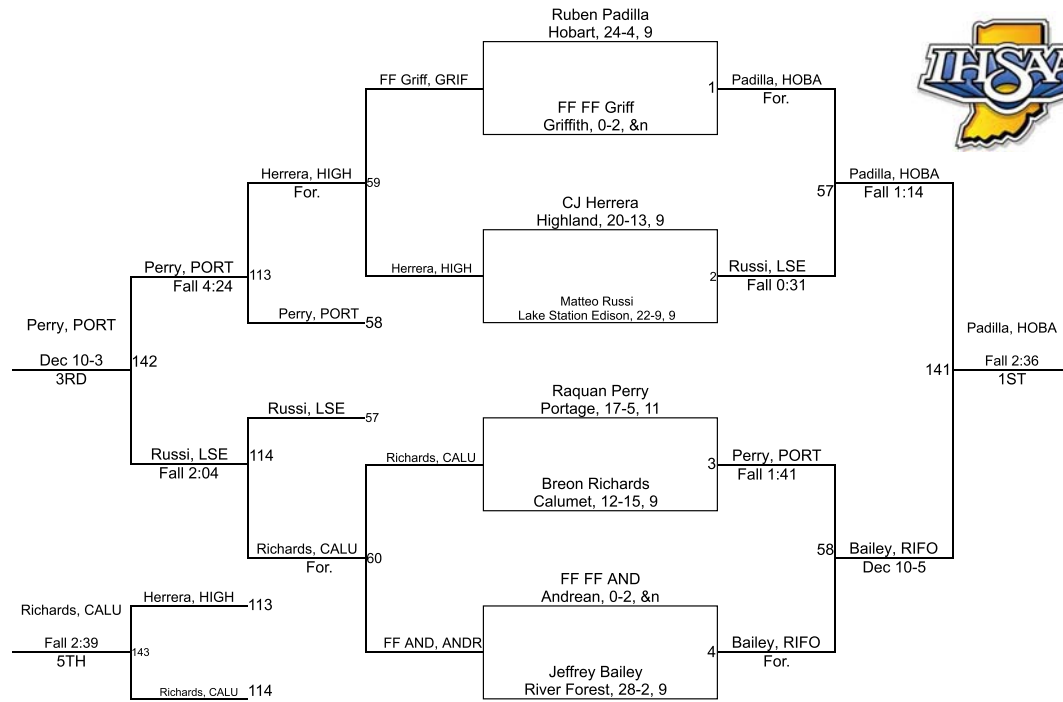 Ruben Padilla
Hobart, 24-4, 9
IHSAA
FF Griff, GRIF
1
Padilla, HOBA
For.
FF FF Griff
Griffith, 0-2, &n
Herrera, HIGH
For.
59
57
Padilla, HOBA
Fall 1:14
CJ Herrera
Highland, 20-13, 9
Perry, PORT
Fall 4:24
113
Herrera, HIGH
2
Russi, LSE
Fall 0:31
Matteo Russi
Lake Station Edison, 22-9, 9
Perry, PORT
58
Perry, PORT
Dec 10-3
3RD
142
141
Padilla, HOBA
Fall 2:36
1ST
Raquan Perry
Portage, 17-5, 11
Russi, LSE
57
Russi, LSE
Fall 2:04
114
Richards, CALU
3
Perry, PORT
Fall 1:41
Breon Richards
Calumet, 12-15, 9
Richards, CALU
For.
60
58
Bailey, RIFO
Dec 10-5
FF FF AND
Andrean, 0-2, &n
Richards, CALU
Fall 2:39
5TH
Herrera, HIGH
113
143
FF AND, ANDR
4
Bailey, RIFO
For.
Jeffrey Bailey
River Forest, 28-2, 9
Richards, CALU
114